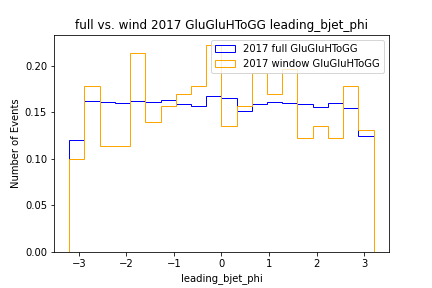 full vs. wind 2017 GluGluHToGG leading_bjet_phi
2017 full GluGluHToGG
2017 window GluGluHToGG
Number of Events
0.20
0.15
0.10
0.05
0.00
−3 −2 −1 0 1 2 3
leading_bjet_phi